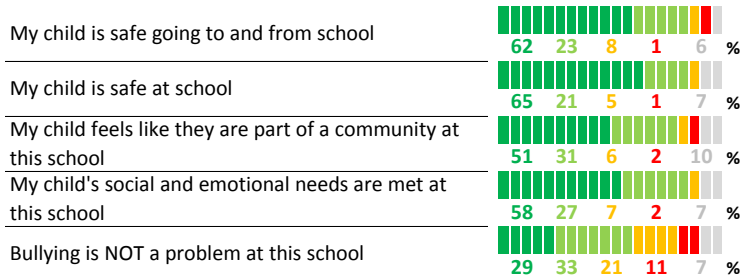 My child is safe going to and from school
62 23 8 1 6 %
My child is safe at school
65 21 5 1 7 %
My child feels like they are part of a community at
this school
51 31 6 2 10 %
My child's social and emotional needs are met at
this school
58 27 7 2 7 %
Bullying is NOT a problem at this school
29 33 21 11 7 %